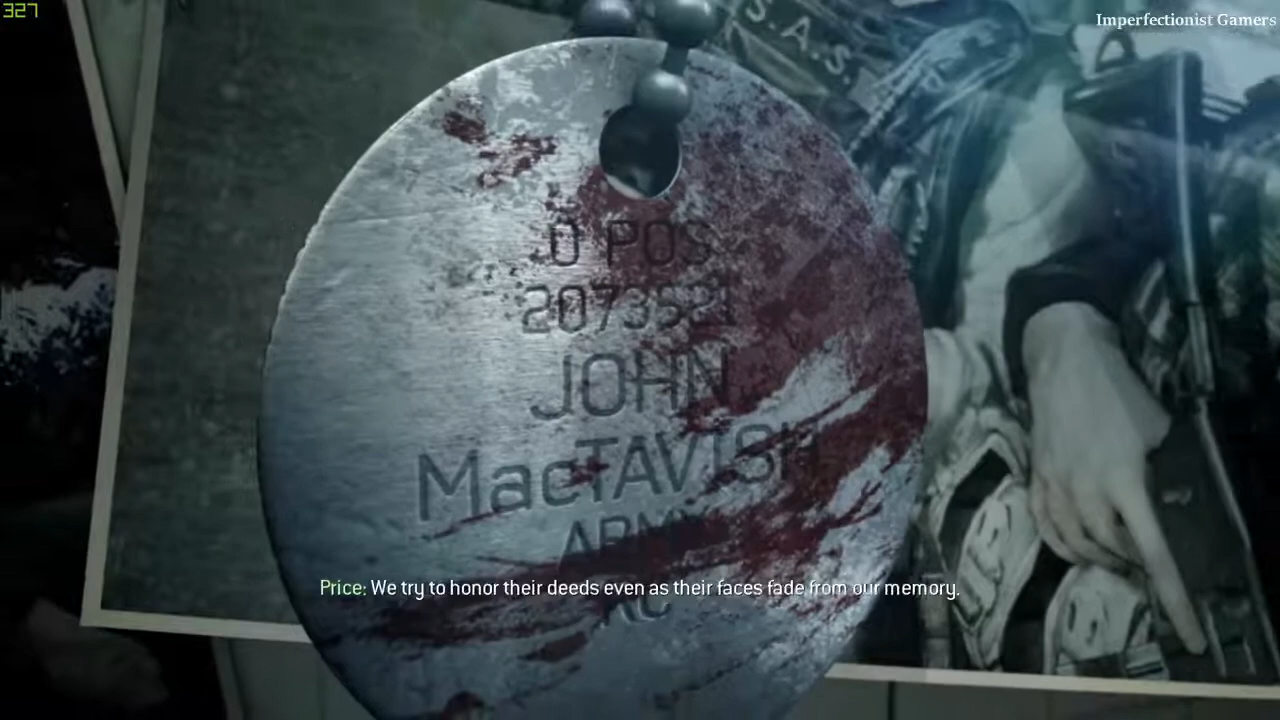 327
Imperfectionist Gamers
S.A.S.
O POS
2073521
JOHN
MacTAVISH
ARMY
Price: We try to honor their deeds even as their faces fade from our memory.